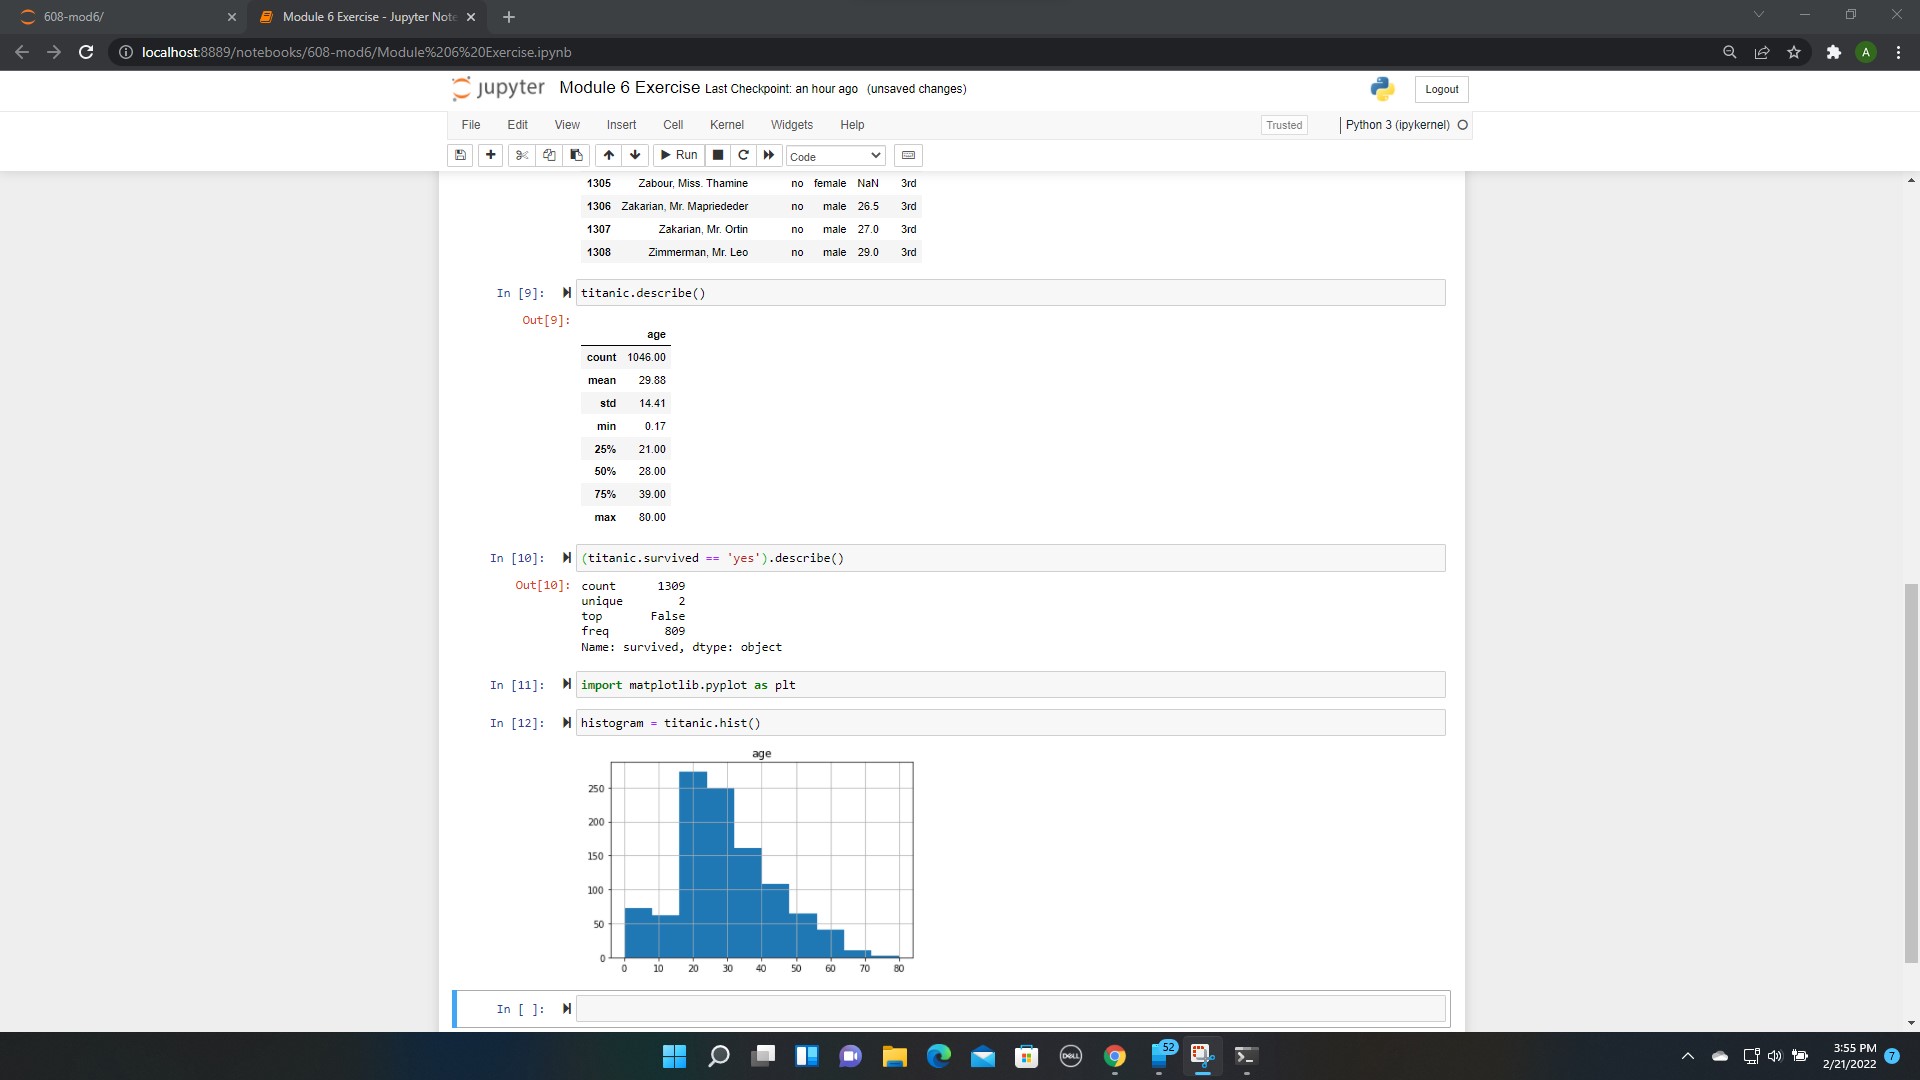 608-mod6/
Module 6 Exercise - Jupyter Note
localhost:8889/notebooks/608-mod6/Module%206%20Exercise.ipynb
A
jupyter Module 6 Exercise Last Checkpoint: an hour ago (unsaved changes)
Logout
File Edit View Insert Cell Kernel Widgets Help
Trusted
Python 3 (ipykernel)
Run
Code
1305 Zabour, Miss. Thamine no female NaN 3rd
1306 Zakarian, Mr. Mapriededer no male 26.5 3rd
1307 Zakarian, Mr. Ortin no male 27.0 3rd
1308 Zimmerman, Mr. Leo no male 29.0 3rd
In [9]: titanic.describe()
Out[9]:
age
count 1046.00
mean 29.88
std 14.41
min 0.17
25% 21.00
50% 28.00
75% 39.00
max 80.00
In [10]: (titanic.survived == 'yes').describe()
Out[10]: count 1309
unique 2
top False
freq 809
Name: survived, dtype: object
In [11]: import matplotlib.pyplot as plt
In [12]: histogram = titanic.hist()
age
250
200
150
100
50
0
0 10 20 30 40 50 60 70 80
In [ ]:
DELL
52
3:55 PM
2/21/2022
7